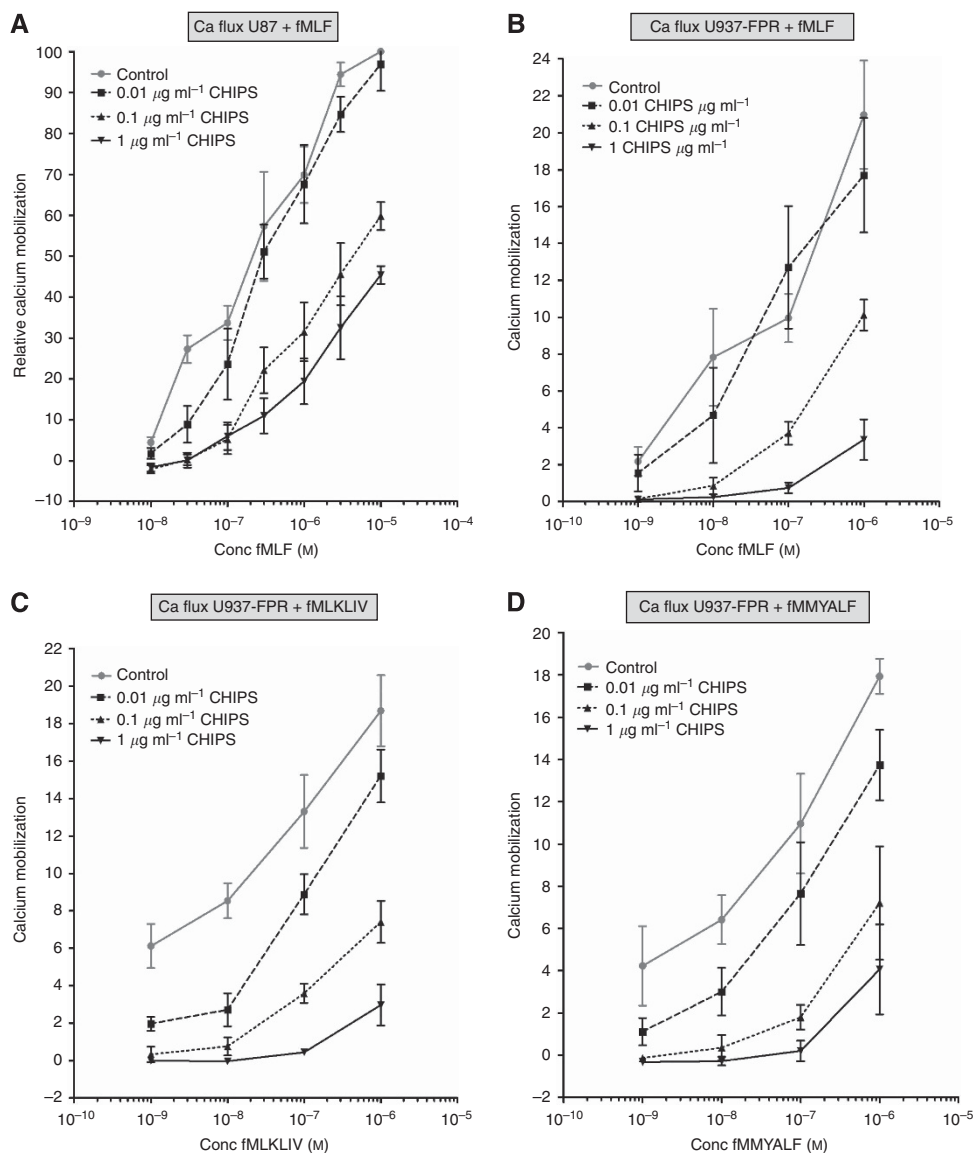 A
Ca flux U87 + fMLF
Control
0.01 μg ml⁻¹ CHIPS
0.1 μg ml⁻¹ CHIPS
1 μg ml⁻¹ CHIPS
Relative calcium mobilization
100
90
80
70
60
50
40
30
20
10
0
−10
10⁻⁹
10⁻⁸
10⁻⁷
10⁻⁶
10⁻⁵
10⁻⁴
Conc fMLF (M)
B
Ca flux U937-FPR + fMLF
Control
0.01 CHIPS μg ml⁻¹
0.1 CHIPS μg ml⁻¹
1 CHIPS μg ml⁻¹
Calcium mobilization
24
22
20
18
16
14
12
10
8
6
4
2
0
10⁻¹⁰
10⁻⁹
10⁻⁸
10⁻⁷
10⁻⁶
10⁻⁵
Conc fMLF (M)
C
Ca flux U937-FPR + fMLKLIV
Control
0.01 μg ml⁻¹ CHIPS
0.1 μg ml⁻¹ CHIPS
1 μg ml⁻¹ CHIPS
Calcium mobilization
22
20
18
16
14
12
10
8
6
4
2
0
−2
10⁻¹⁰
10⁻⁹
10⁻⁸
10⁻⁷
10⁻⁶
10⁻⁵
Conc fMLKLIV (M)
D
Ca flux U937-FPR + fMMYALF
Control
0.01 μg ml⁻¹ CHIPS
0.1 μg ml⁻¹ CHIPS
1 μg ml⁻¹ CHIPS
Calcium mobilization
20
18
16
14
12
10
8
6
4
2
0
−2
10⁻¹⁰
10⁻⁹
10⁻⁸
10⁻⁷
10⁻⁶
10⁻⁵
Conc fMMYALF (M)